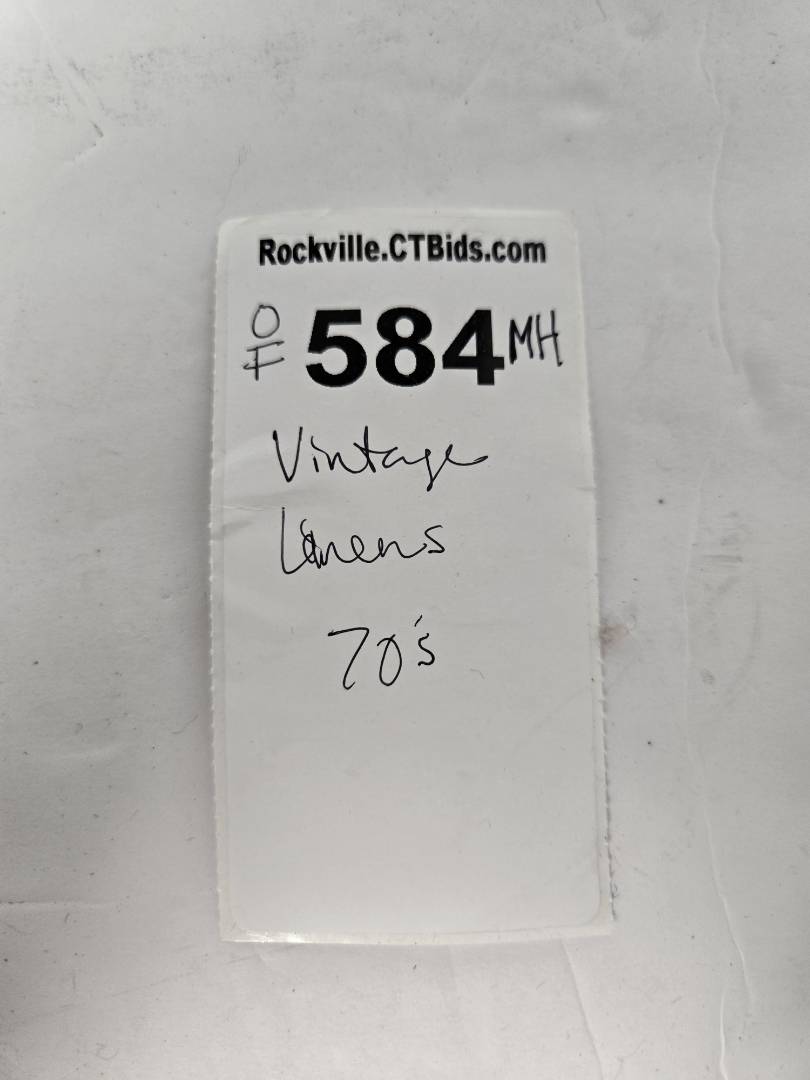 Rockville.CTBids.com
OF 584 MH
Vintage
Linens
70's